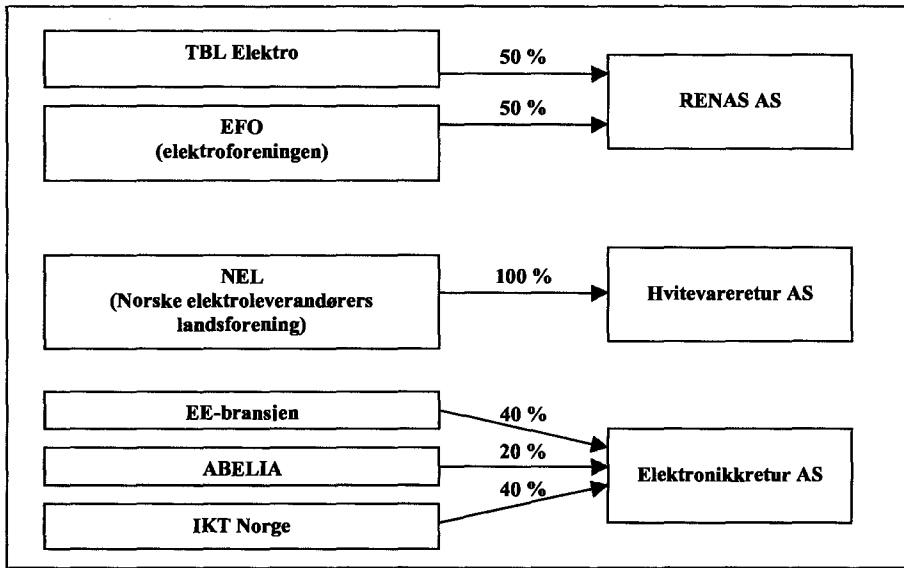 TBL Elektro
50 %
RENAS AS
EFO
(elektroforeningen)
50 %
NEL
(Norske elektroleverandørers
landsforening)
100 %
Hvitevareretur AS
EE-bransjen
40 %
ABELIA
20 %
Elektronikkretur AS
IKT Norge
40 %